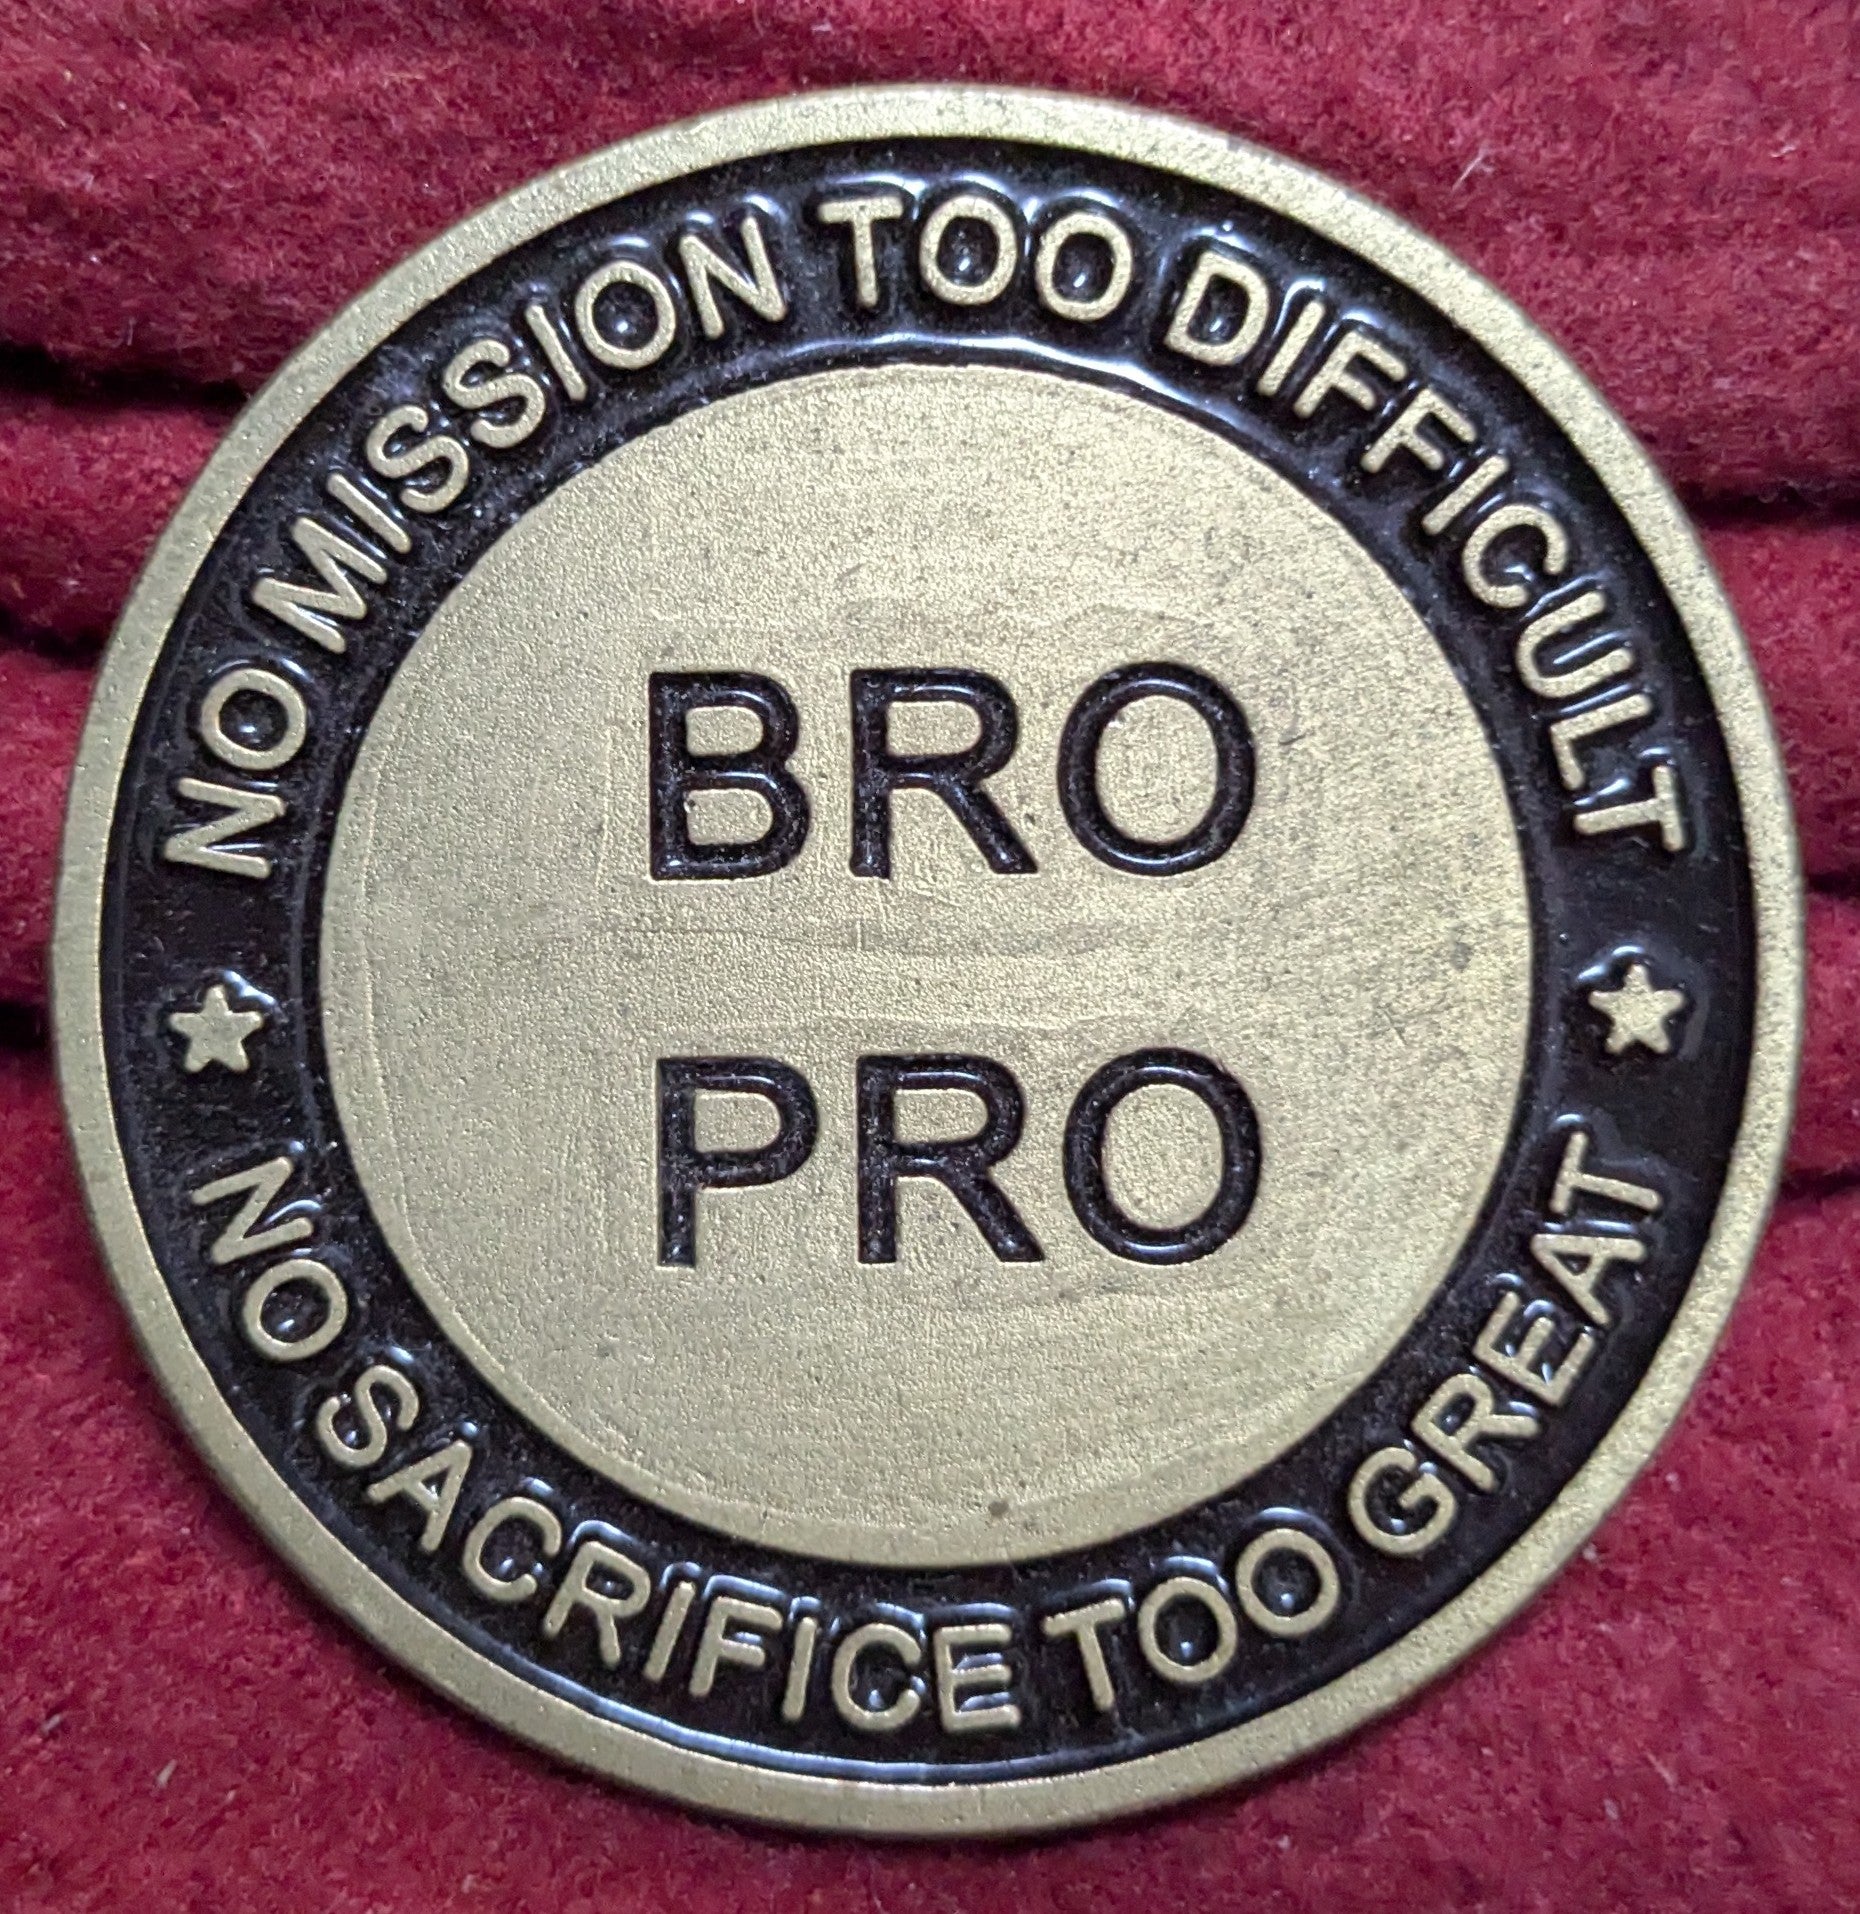 NO MISSION TOO DIFFICULT
BRO
PRO
NO SACRIFICE TOO GREAT